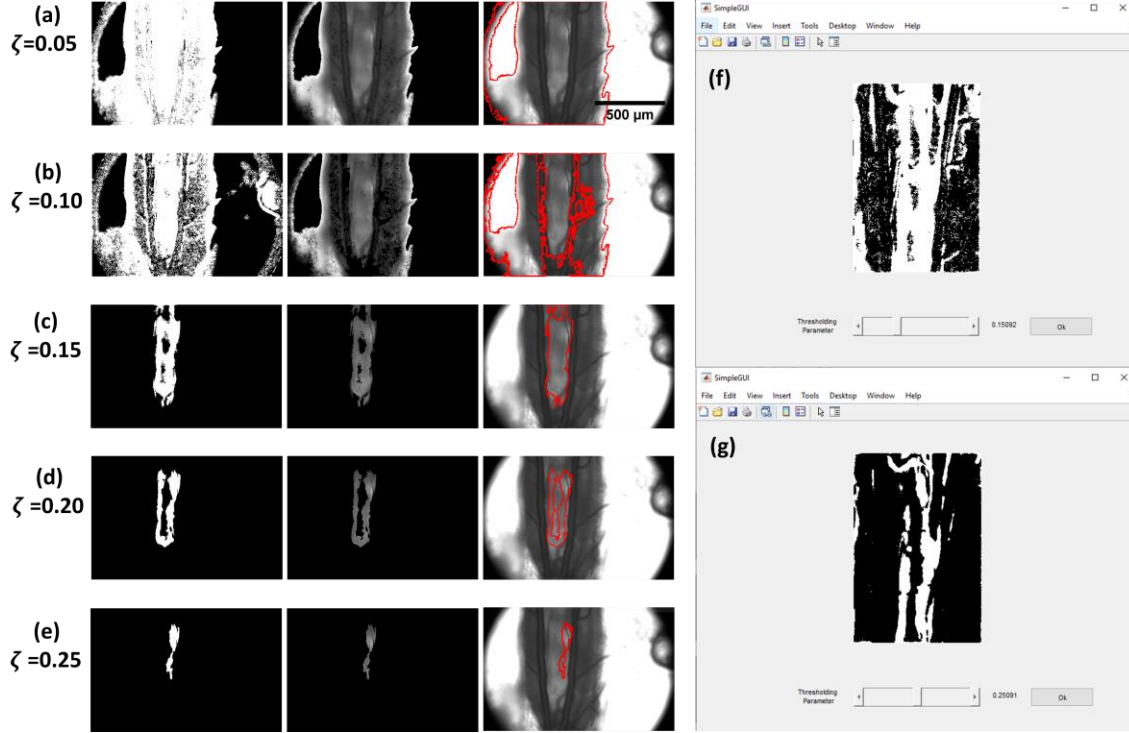 (a)
ζ=0.05
500 µm
(b)
ζ=0.10
(c)
ζ=0.15
(d)
ζ=0.20
(e)
ζ=0.25
SimpleGUI
File Edit View Insert Tools Desktop Window Help
(f)
Thresholding
Parameter
0.15092
Ok
SimpleGUI
File Edit View Insert Tools Desktop Window Help
(g)
Thresholding
Parameter
0.25091
Ok